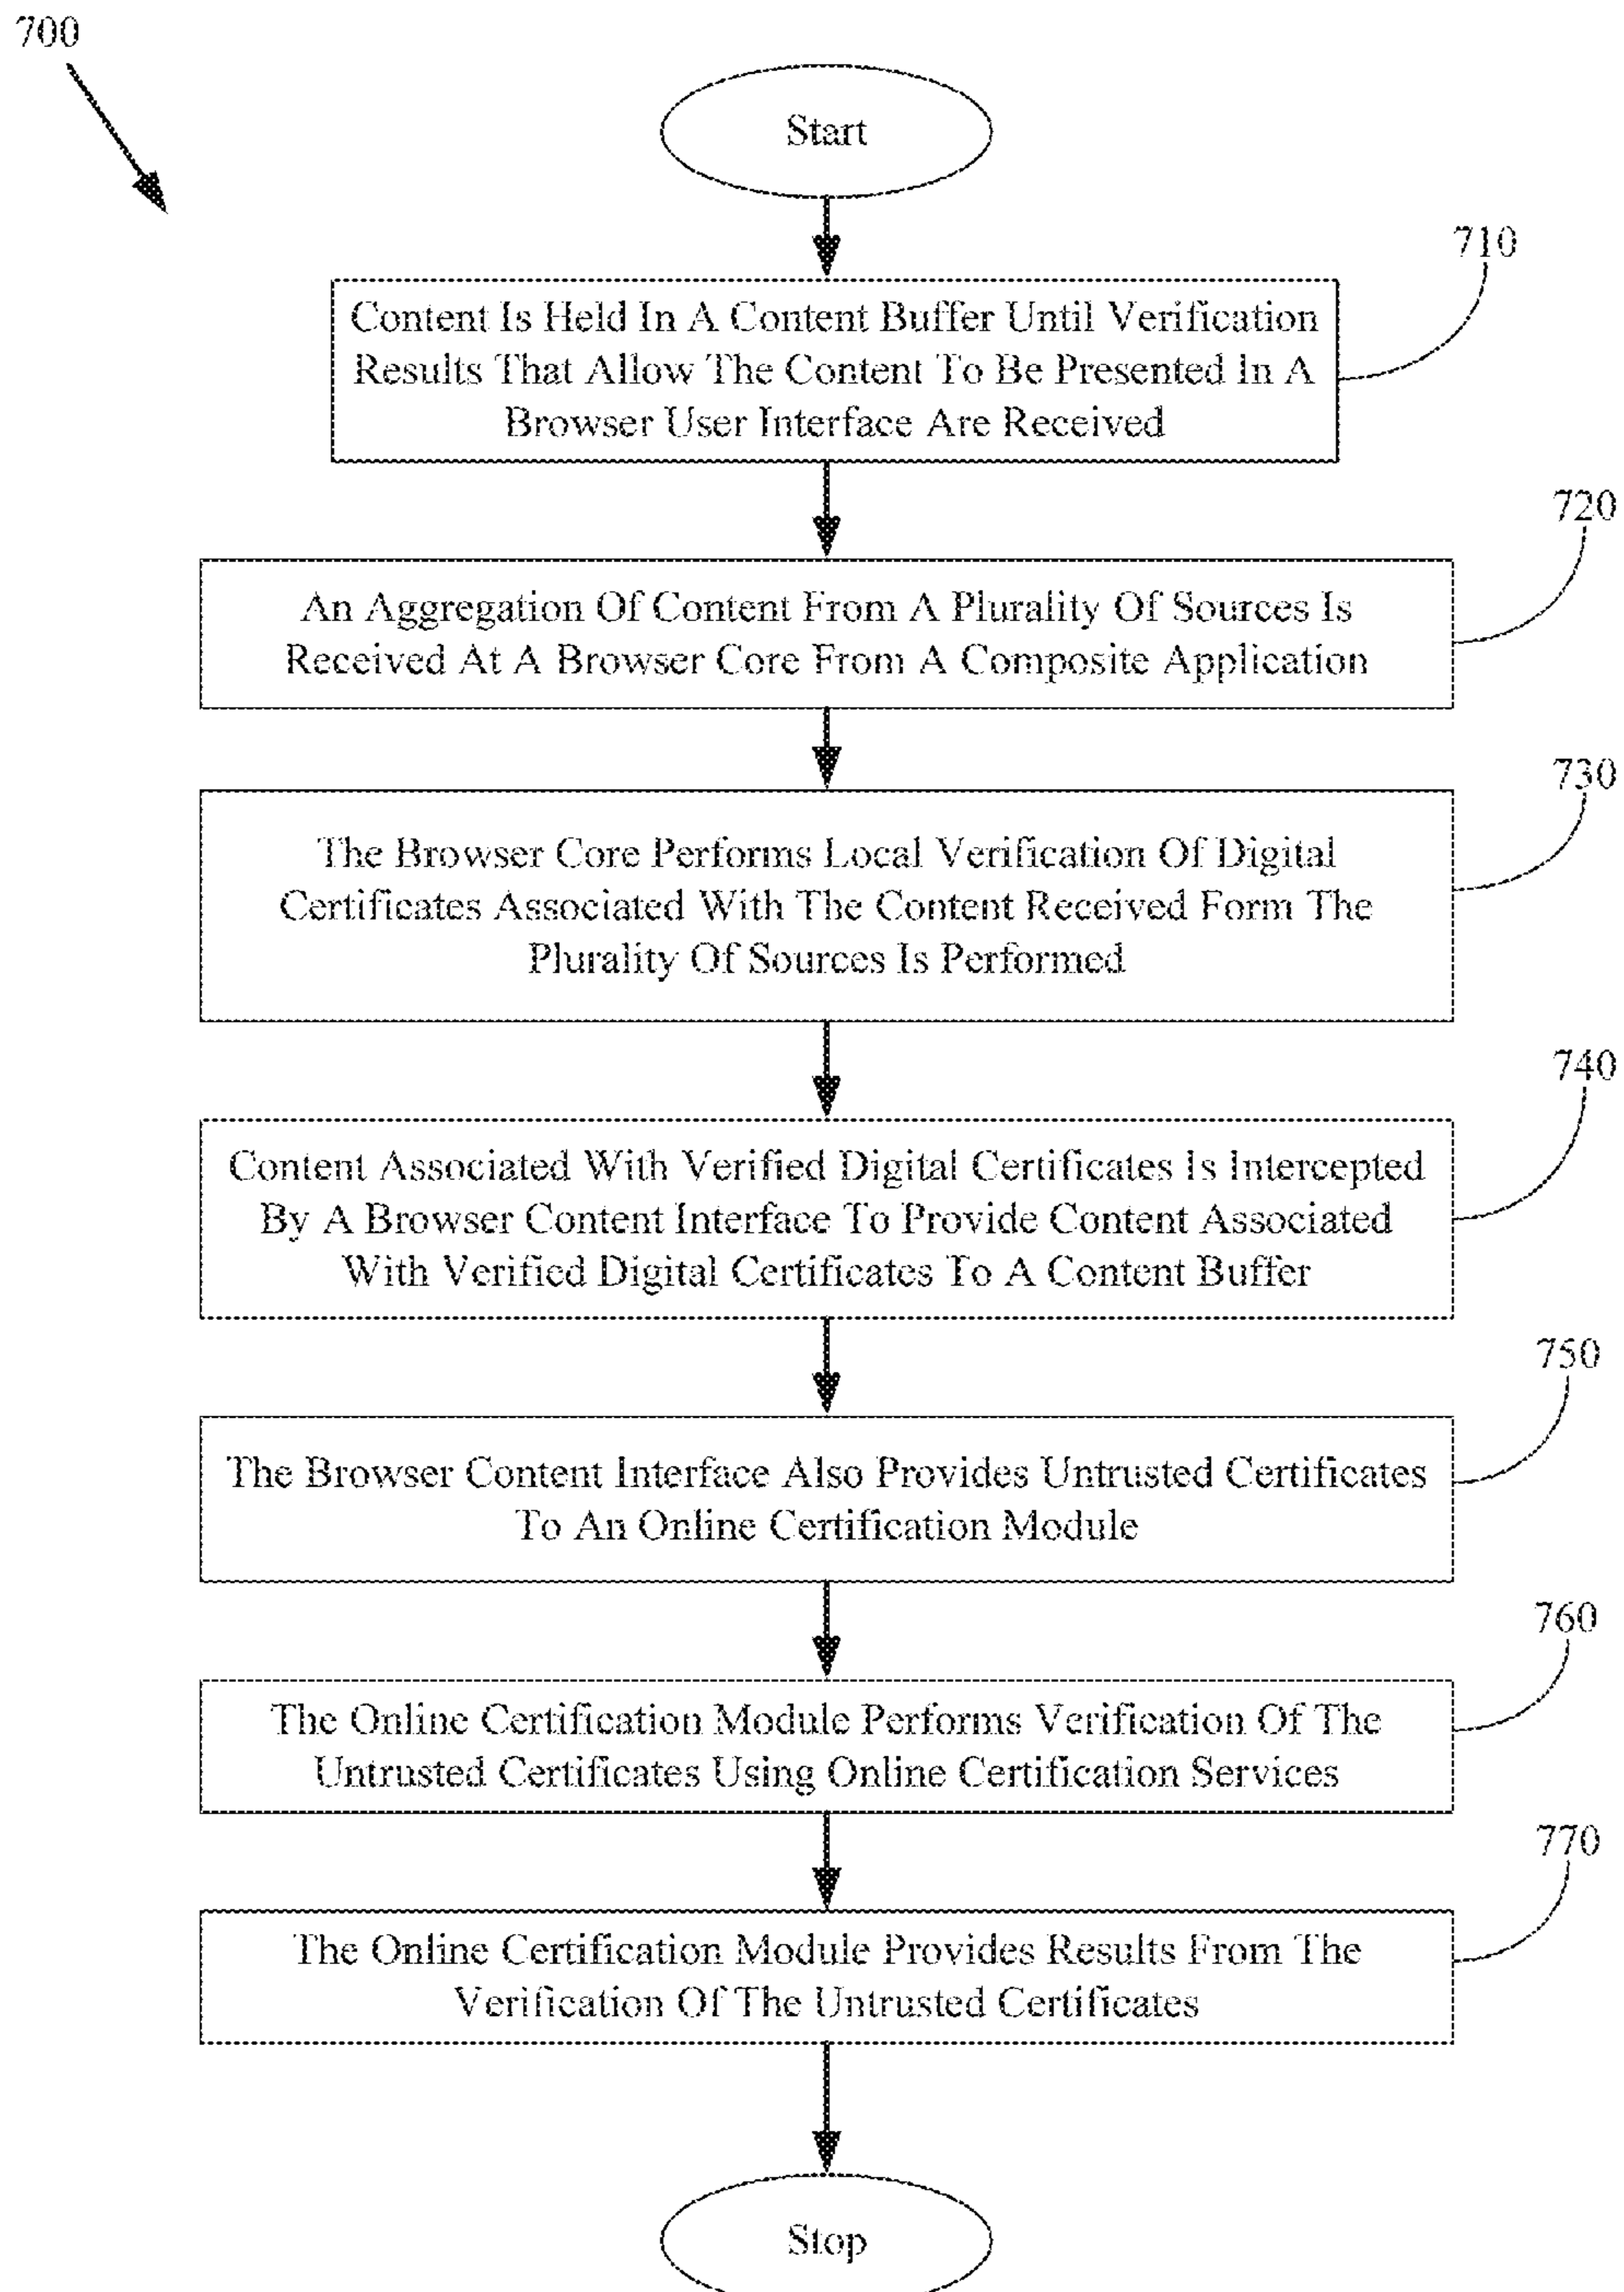 700
Start
710
Content Is Held In A Content Buffer Until Verification
Results That Allow The Content To Be Presented In A
Browser User Interface Are Received
720
An Aggregation Of Content From A Plurality Of Sources Is
Received At A Browser Core From A Composite Application
730
The Browser Core Performs Local Verification Of Digital
Certificates Associated With The Content Received Form The
Plurality Of Sources Is Performed
740
Content Associated With Verified Digital Certificates Is Intercepted
By A Browser Content Interface To Provide Content Associated
With Verified Digital Certificates To A Content Buffer
750
The Browser Content Interface Also Provides Untrusted Certificates
To An Online Certification Module
760
The Online Certification Module Performs Verification Of The
Untrusted Certificates Using Online Certification Services
770
The Online Certification Module Provides Results From The
Verification Of The Untrusted Certificates
Stop